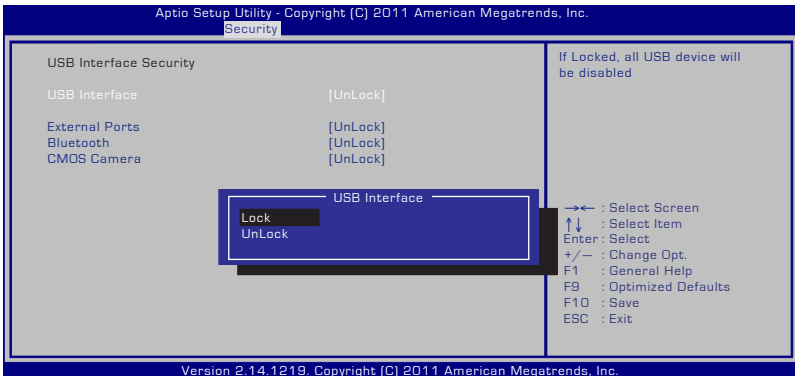 Aptio Setup Utility - Copyright (C) 2011 American Megatrends, Inc.
Security
USB Interface Security
USB Interface [UnLock]
External Ports [UnLock]
Bluetooth [UnLock]
CMOS Camera [UnLock]
USB Interface
Lock
UnLock
If Locked, all USB device will
be disabled
→← : Select Screen
↑↓ : Select Item
Enter : Select
+/— : Change Opt.
F1 : General Help
F9 : Optimized Defaults
F10 : Save
ESC : Exit
Version 2.14.1219. Copyright (C) 2011 American Megatrends, Inc.